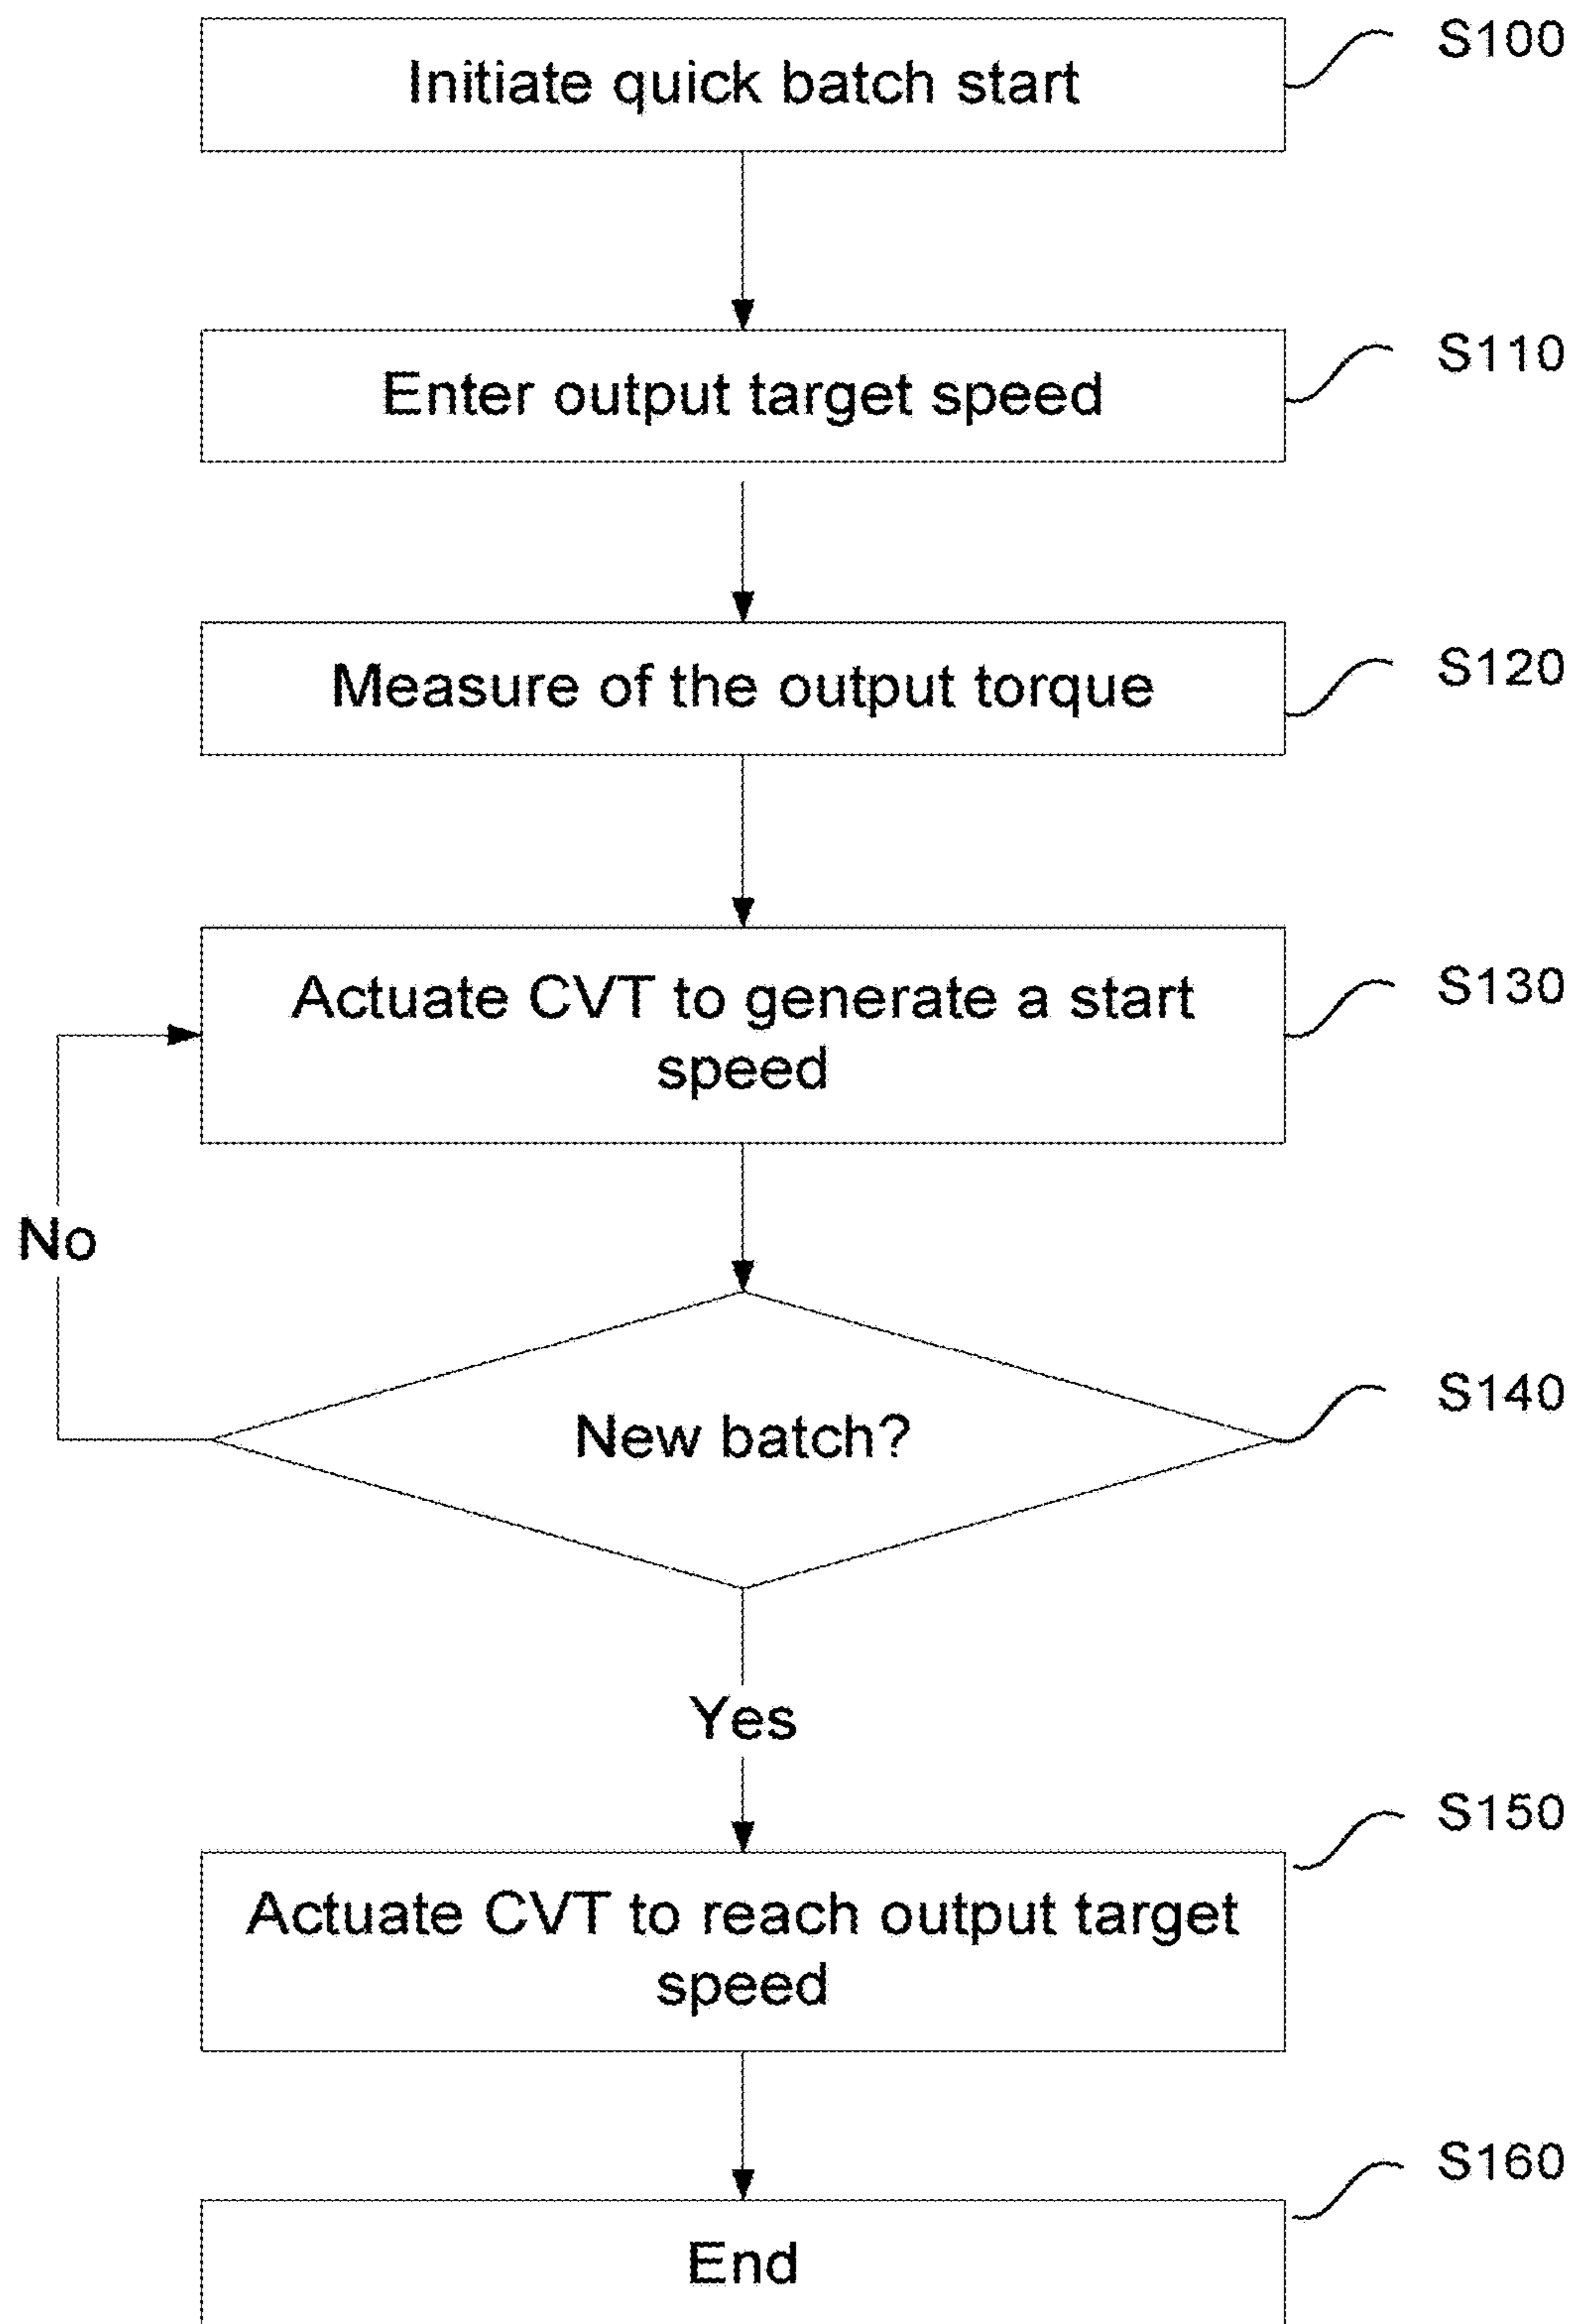 Initiate quick batch start
S100
Enter output target speed
S110
Measure of the output torque
S120
Actuate CVT to generate a start
speed
S130
No
New batch?
S140
Yes
Actuate CVT to reach output target
speed
S150
End
S160